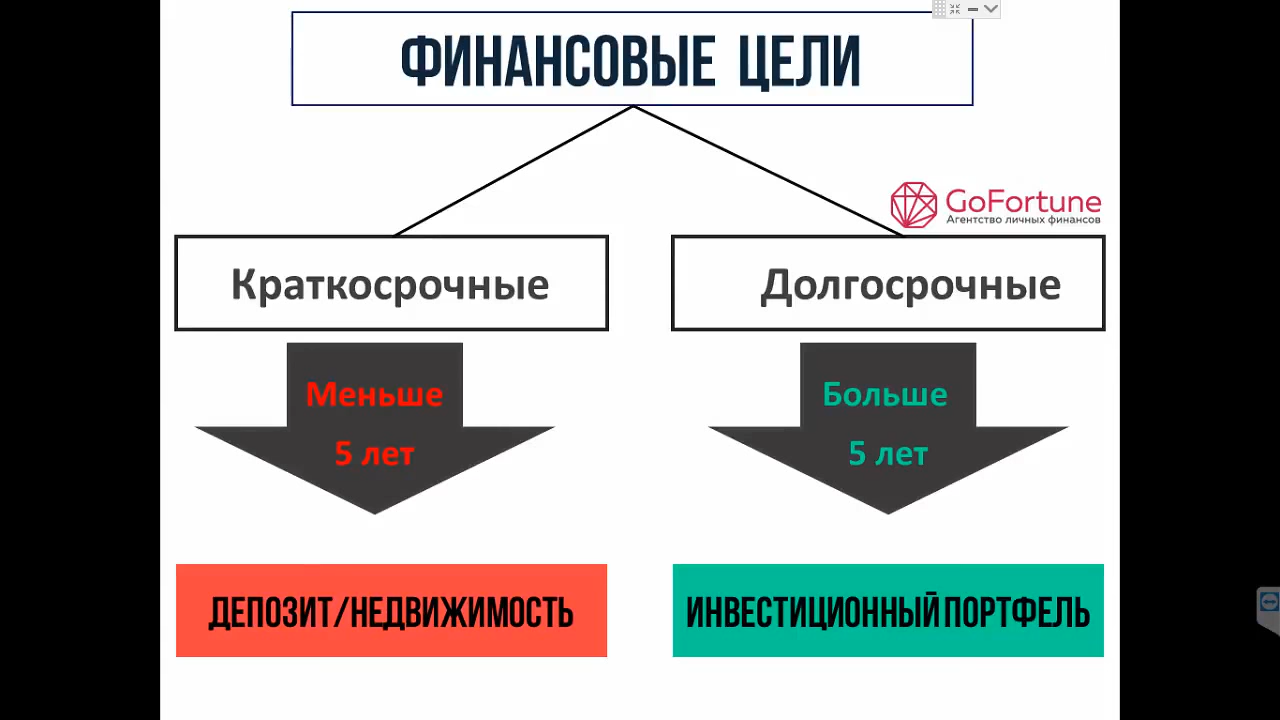 ФИНАНСОВЫЕ ЦЕЛИ
GoFortune
Агентство личных финансов
Краткосрочные
Долгосрочные
Меньше
5 лет
Больше
5 лет
ДЕПОЗИТ/НЕДВИЖИМОСТЬ
ИНВЕСТИЦИОННЫЙ ПОРТФЕЛЬ